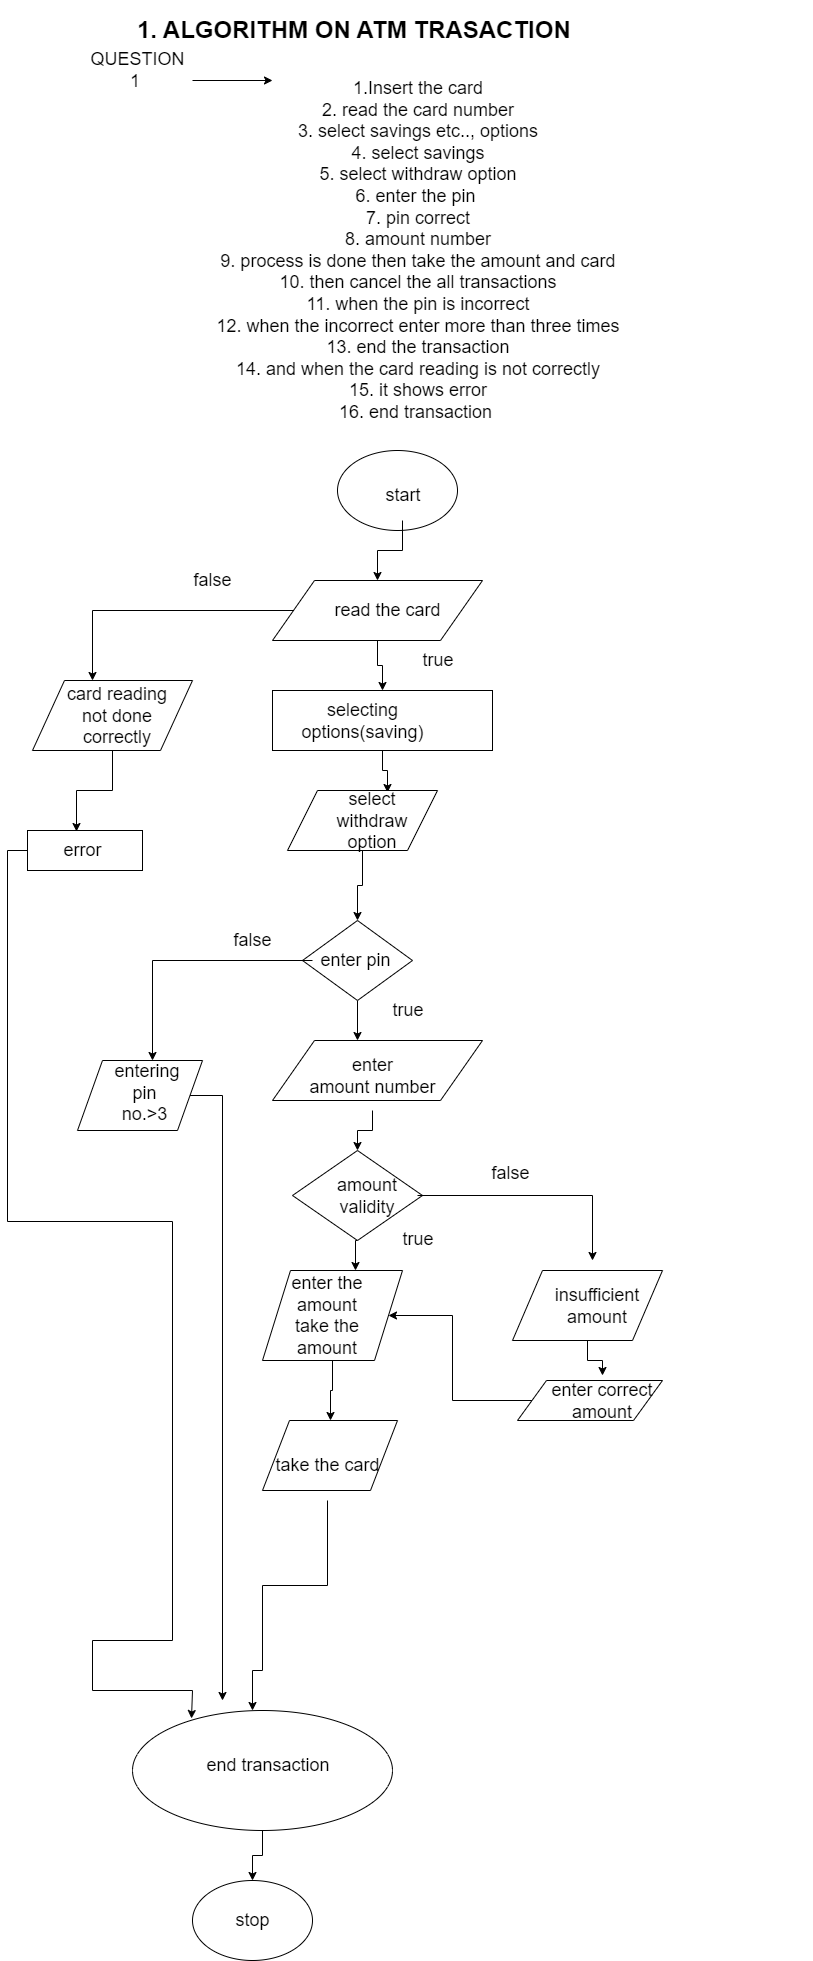 1. ALGORITHM ON ATM TRASACTION
QUESTION
1
1.Insert the card
2. read the card number
3. select savings etc.., options
4. select savings
5. select withdraw option
6. enter the pin
7. pin correct
8. amount number
9. process is done then take the amount and card
10. then cancel the all transactions
11. when the pin is incorrect
12. when the incorrect enter more than three times
13. end the transaction
14. and when the card reading is not correctly
15. it shows error
16. end transaction
start
false
read the card
true
card reading
not done
correctly
selecting
options(saving)
select
withdraw
option
error
false
enter pin
true
entering
pin
no.>3
enter
amount number
amount
validity
false
true
enter the
amount
take the
amount
insufficient
amount
enter correct
amount
take the card
end transaction
stop